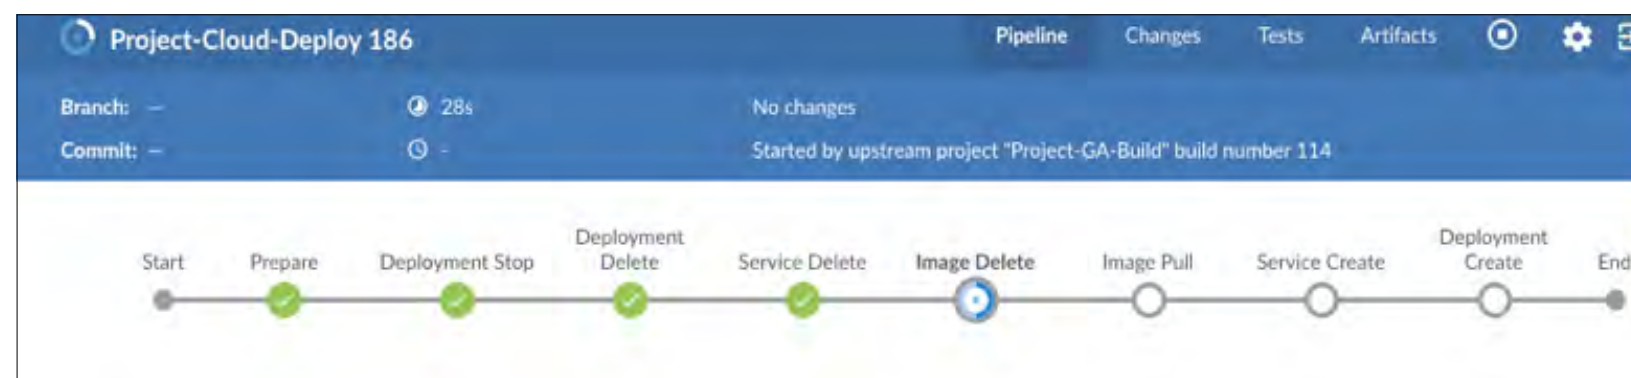 Project-Cloud-Deploy 186 Pipeline Changes Tests Artifacts
Branch: — 28s No changes
Commit: — - Started by upstream project "Project-GA-Build" build number 114
Start Prepare Deployment Stop Deployment Delete Service Delete Image Delete Image Pull Service Create Deployment Create End